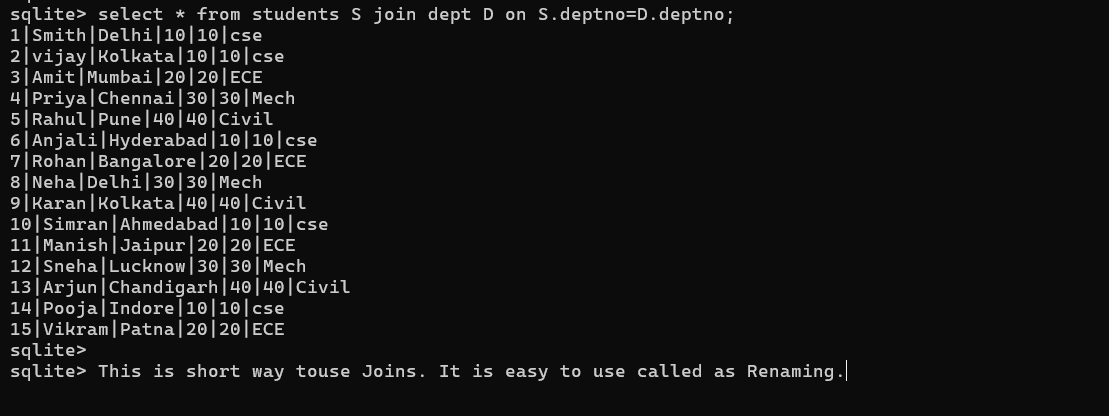 sqlite> select * from students S join dept D on S.deptno=D.deptno;
1|Smith|Delhi|10|10|cse
2|vijay|Kolkata|10|10|cse
3|Amit|Mumbai|20|20|ECE
4|Priya|Chennai|30|30|Mech
5|Rahul|Pune|40|40|Civil
6|Anjali|Hyderabad|10|10|cse
7|Rohan|Bangalore|20|20|ECE
8|Neha|Delhi|30|30|Mech
9|Karan|Kolkata|40|40|Civil
10|Simran|Ahmedabad|10|10|cse
11|Manish|Jaipur|20|20|ECE
12|Sneha|Lucknow|30|30|Mech
13|Arjun|Chandigarh|40|40|Civil
14|Pooja|Indore|10|10|cse
15|Vikram|Patna|20|20|ECE
sqlite>
sqlite> This is short way touse Joins. It is easy to use called as Renaming.